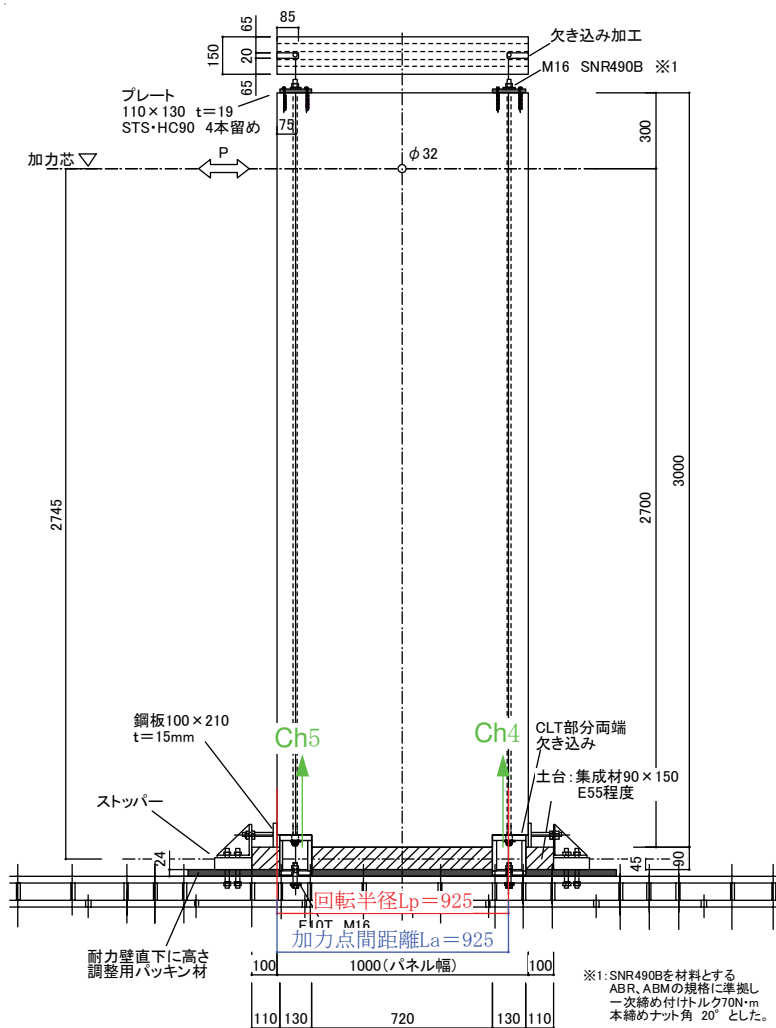 65
85
150
20
65
欠き込み加工
M16 SNR490B ※1
プレート
110×130 t=19
STS･HC90 4本留め
75
300
加力芯
P
φ32
2745
2700
3000
鋼板100×210
t=15mm
Ch5
Ch4
CLT部分両端
欠き込み
土台:集成材90×150
E55程度
ストッパー
24
45
90
回転半径Lp=925
F10T M16
加力点間距離La=925
耐力壁直下に高さ
調整用パッキン材
100
1000(パネル幅)
100
110
130
720
130
110
※1:SNR490Bを材料とする
ABR、ABMの規格に準拠し
一次締め付けトルク70N･m
本締めナット角 20° とした。